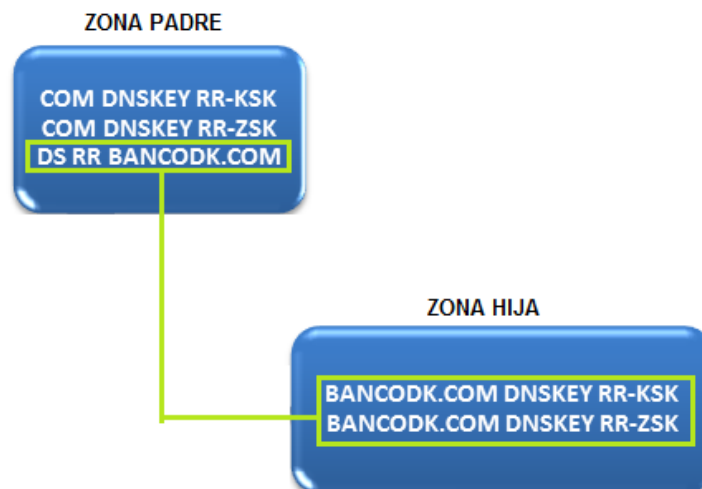 ZONA PADRE
COM DNSKEY RR-KSK
COM DNSKEY RR-ZSK
DS RR BANCODK.COM
ZONA HIJA
BANCODK.COM DNSKEY RR-KSK
BANCODK.COM DNSKEY RR-ZSK